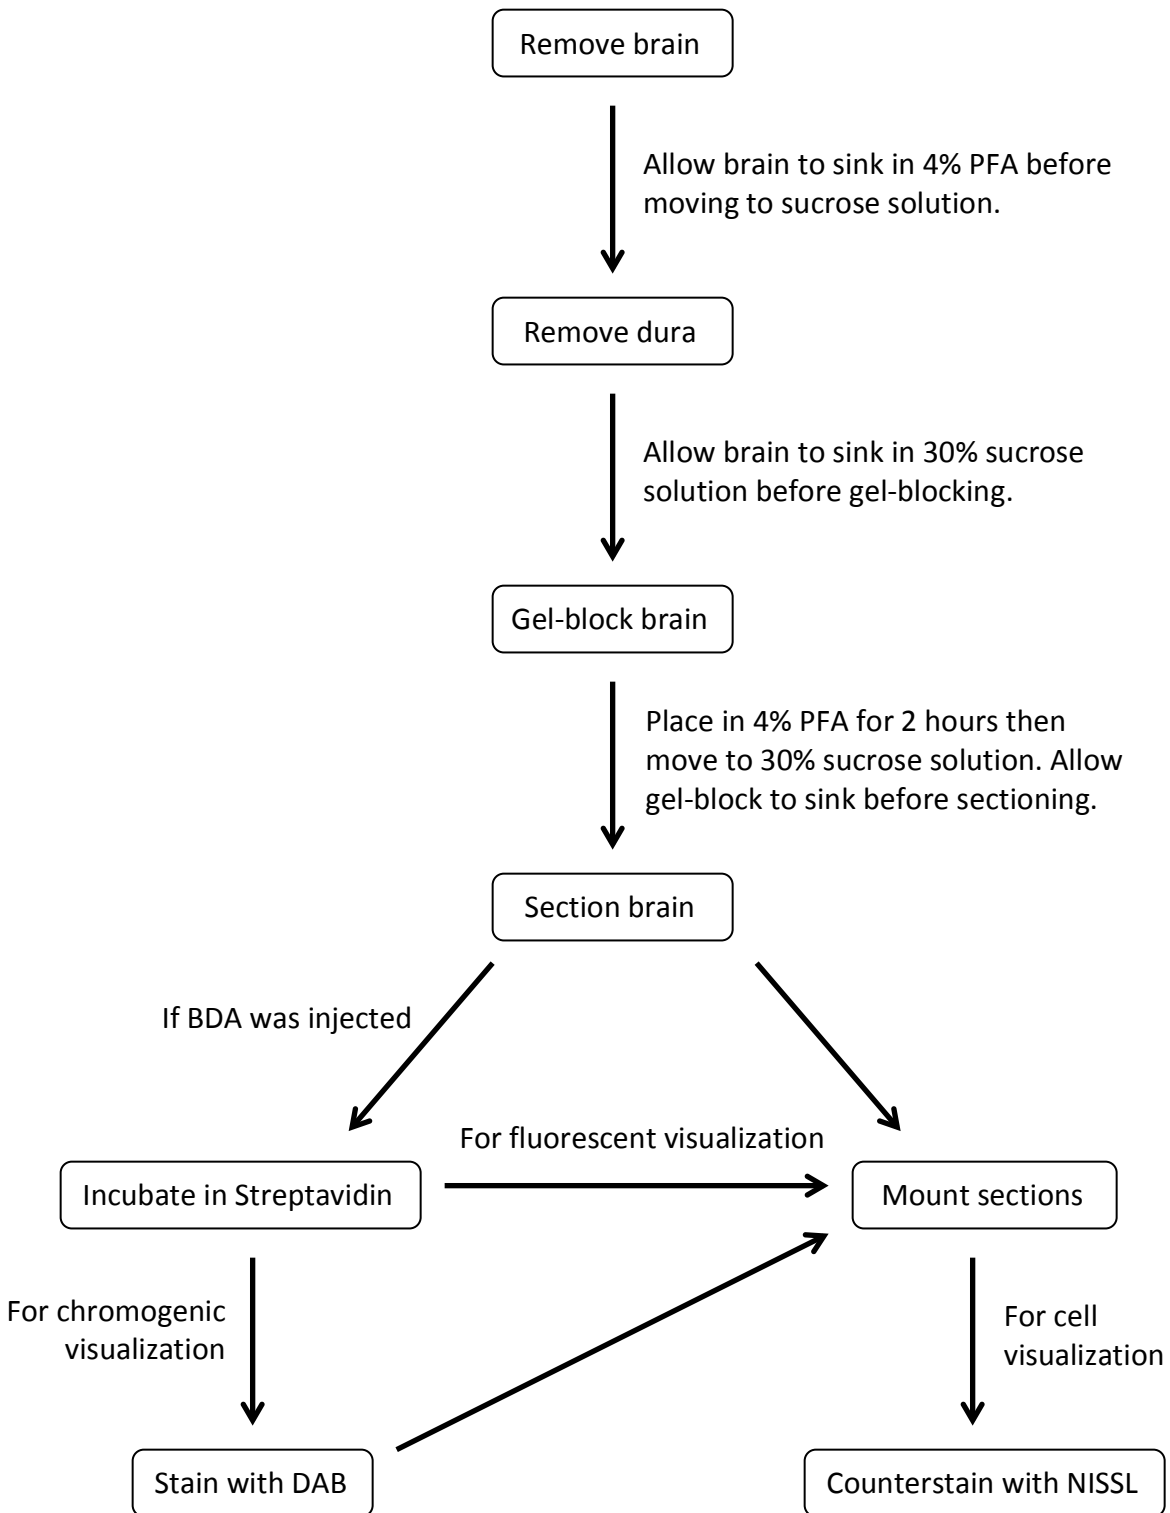 Remove brain
Allow brain to sink in 4% PFA before
moving to sucrose solution.
Remove dura
Allow brain to sink in 30% sucrose
solution before gel-blocking.
Gel-block brain
Place in 4% PFA for 2 hours then
move to 30% sucrose solution. Allow
gel-block to sink before sectioning.
Section brain
If BDA was injected
For fluorescent visualization
Incubate in Streptavidin
Mount sections
For chromogenic
visualization
For cell
visualization
Stain with DAB
Counterstain with NISSL